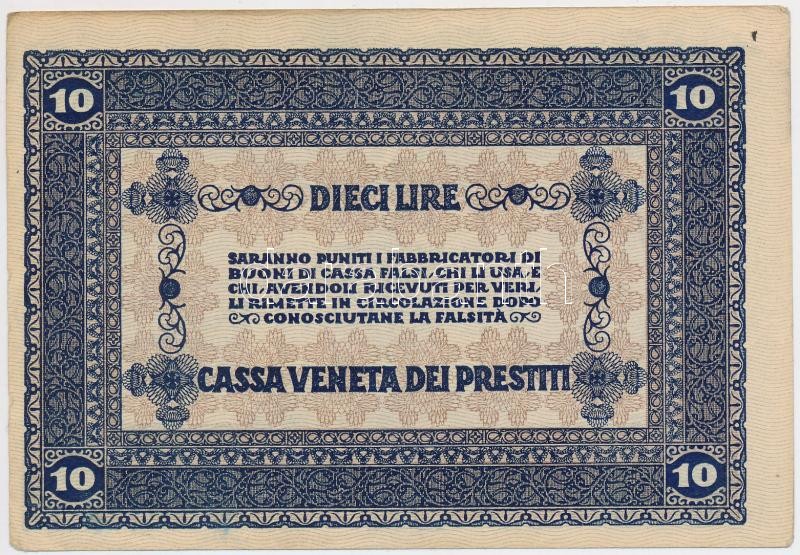 10 10
DIECI LIRE
SARANNO PUNITI I FABBRICATORI DI
BUONI DI CASSA FALSI, CHI LI USA, E
CHI, AVENDOLI RICEVUTI PER VERI,
LI RIMETTE IN CIRCOLAZIONE DOPO
CONOSCIUTANE LA FALSITÀ
CASSA VENETA DEI PRESTITI
10 10